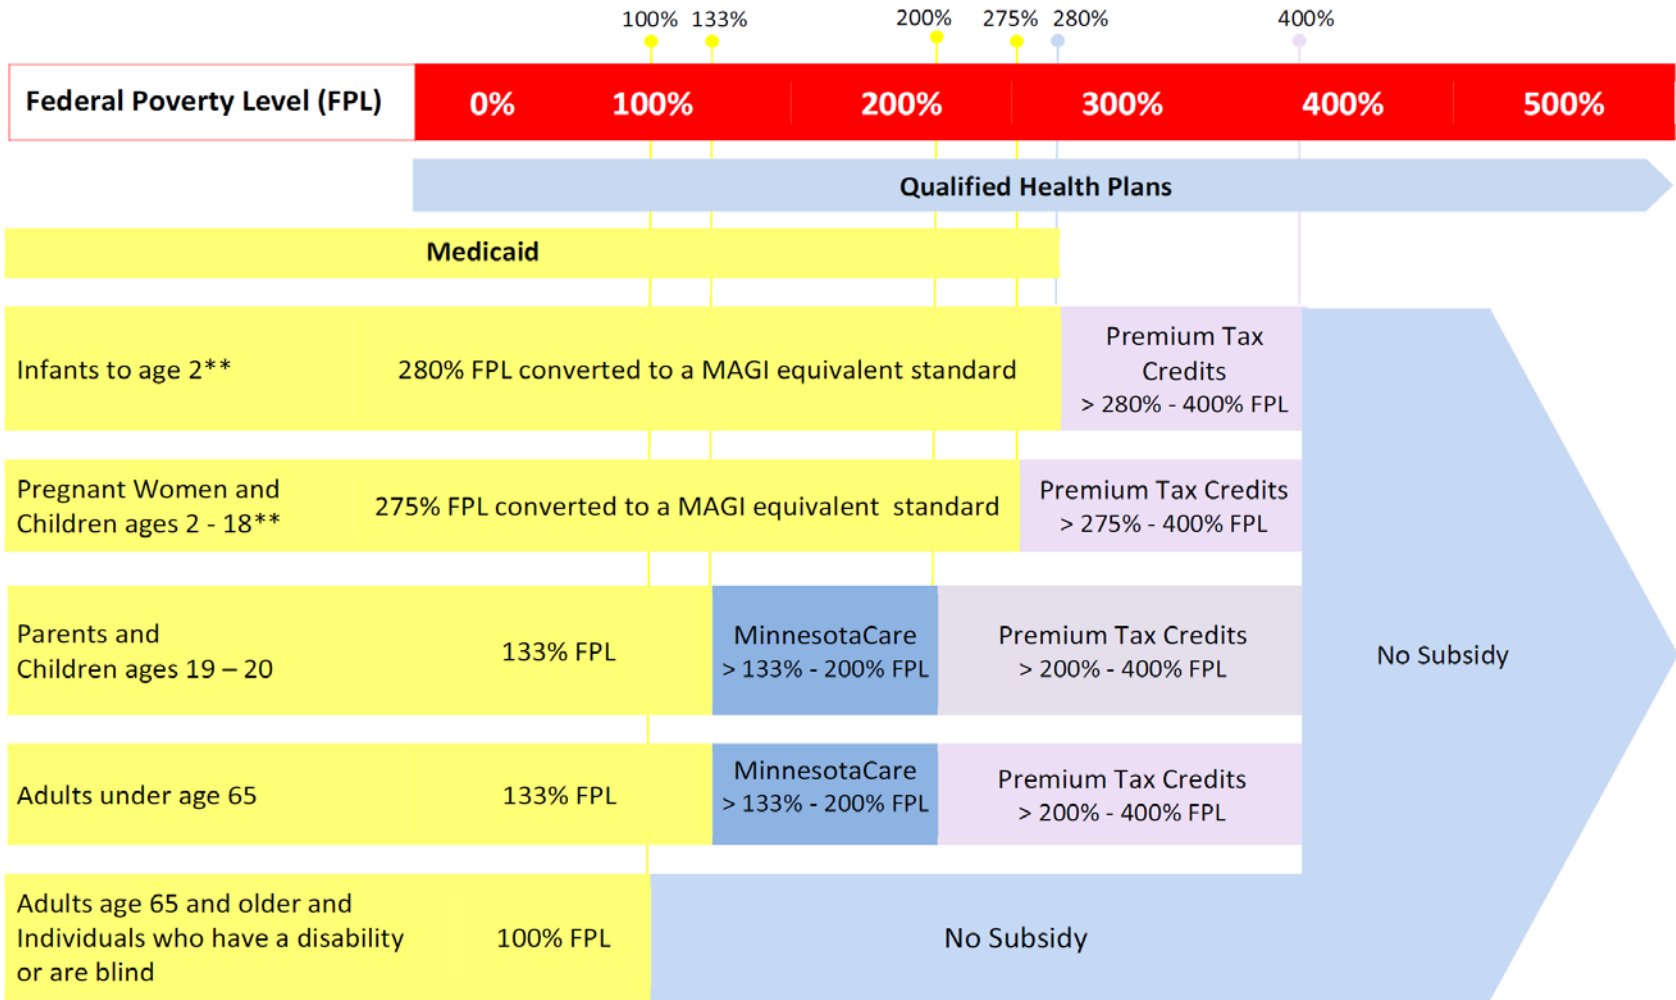 100% 133% 200% 275% 280% 400%
Federal Poverty Level (FPL) 0% 100% 200% 300% 400% 500%
Qualified Health Plans
Medicaid
Infants to age 2**
280% FPL converted to a MAGI equivalent standard
Premium Tax
Credits
> 280% - 400% FPL
Pregnant Women and
Children ages 2 - 18**
275% FPL converted to a MAGI equivalent standard
Premium Tax Credits
> 275% - 400% FPL
Parents and
Children ages 19 – 20
133% FPL
MinnesotaCare
> 133% - 200% FPL
Premium Tax Credits
> 200% - 400% FPL
No Subsidy
Adults under age 65
133% FPL
MinnesotaCare
> 133% - 200% FPL
Premium Tax Credits
> 200% - 400% FPL
Adults age 65 and older and
Individuals who have a disability
or are blind
100% FPL
No Subsidy